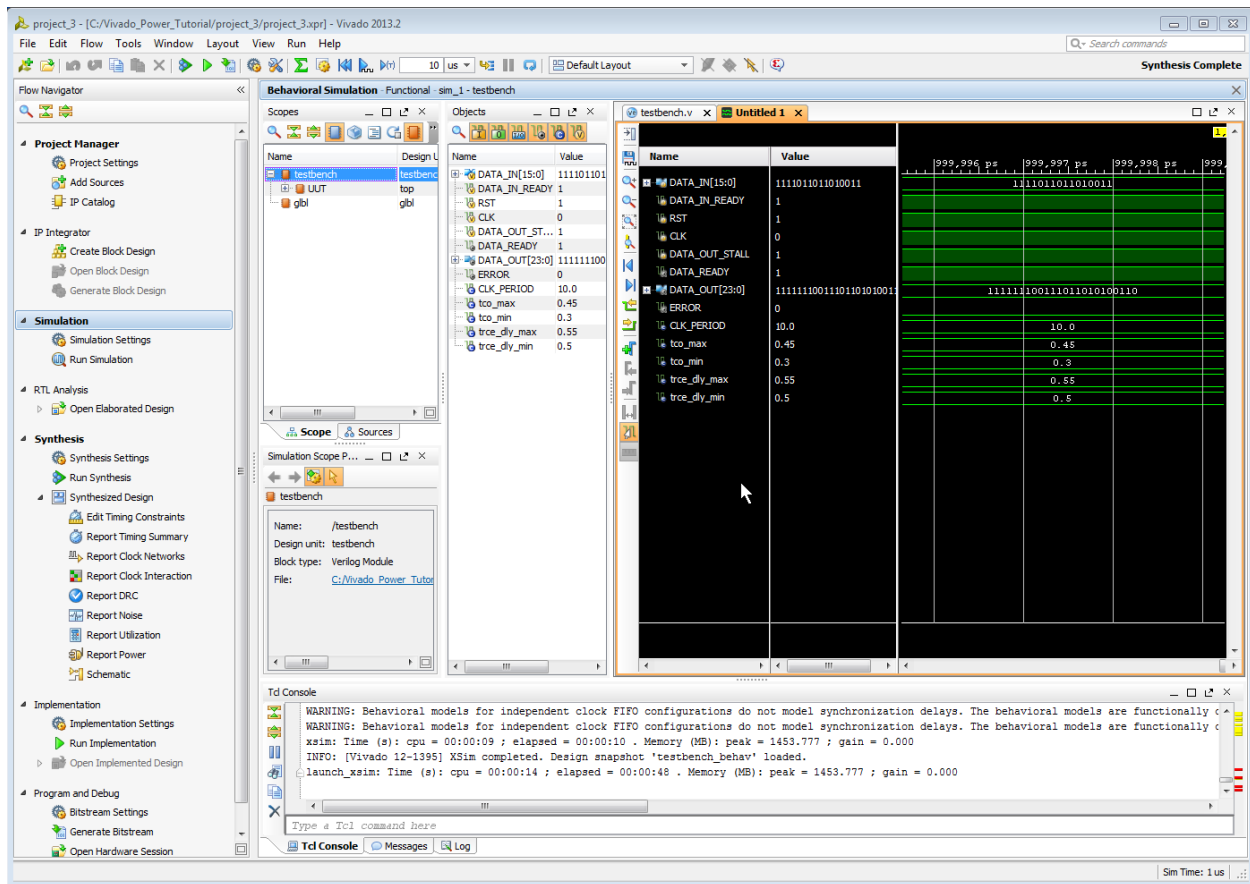 project_3 - [C:/Vivado_Power_Tutorial/project_3/project_3.xpr] - Vivado 2013.2
File Edit Flow Tools Window Layout View Run Help
Q- Search commands
10 us Default Layout Synthesis Complete
Flow Navigator
Project Manager
Project Settings
Add Sources
IP Catalog
IP Integrator
Create Block Design
Open Block Design
Generate Block Design
Simulation
Simulation Settings
Run Simulation
RTL Analysis
Open Elaborated Design
Synthesis
Synthesis Settings
Run Synthesis
Synthesized Design
Edit Timing Constraints
Report Timing Summary
Report Clock Networks
Report Clock Interaction
Report DRC
Report Noise
Report Utilization
Report Power
Schematic
Implementation
Implementation Settings
Run Implementation
Open Implemented Design
Program and Debug
Bitstream Settings
Generate Bitstream
Open Hardware Session
Behavioral Simulation - Functional - sim_1 - testbench
Scopes
Name Design U
testbench testbenc
UUT top
glbl glbl
Scope Sources
Simulation Scope P...
testbench
Name: /testbench
Design unit: testbench
Block type: Verilog Module
File: C:/Vivado_Power_Tutor
Objects
Name Value
DATA_IN[15:0] 111101101
DATA_IN_READY 1
RST 1
CLK 0
DATA_OUT_ST... 1
DATA_READY 1
DATA_OUT[23:0] 111111100
ERROR 0
CLK_PERIOD 10.0
tco_max 0.45
tco_min 0.3
trce_dly_max 0.55
trce_dly_min 0.5
testbench.v Untitled 1
1,
Name Value 999,996 ps 999,997 ps 999,998 ps 999,
DATA_IN[15:0] 1111011011010011 1111011011010011
DATA_IN_READY 1
RST 1
CLK 0
DATA_OUT_STALL 1
DATA_READY 1
DATA_OUT[23:0] 11111110011101101010011 111111100111011010100110
ERROR 0
CLK_PERIOD 10.0 10.0
tco_max 0.45 0.45
tco_min 0.3 0.3
trce_dly_max 0.55 0.55
trce_dly_min 0.5 0.5
Tcl Console
WARNING: Behavioral models for independent clock FIFO configurations do not model synchronization delays. The behavioral models are functionally c
WARNING: Behavioral models for independent clock FIFO configurations do not model synchronization delays. The behavioral models are functionally c
xsim: Time (s): cpu = 00:00:09 ; elapsed = 00:00:10 . Memory (MB): peak = 1453.777 ; gain = 0.000
INFO: [Vivado 12-1395] XSim completed. Design snapshot 'testbench_behav' loaded.
launch_xsim: Time (s): cpu = 00:00:14 ; elapsed = 00:00:48 . Memory (MB): peak = 1453.777 ; gain = 0.000
Type a Tcl command here
Tcl Console Messages Log
Sim Time: 1 us